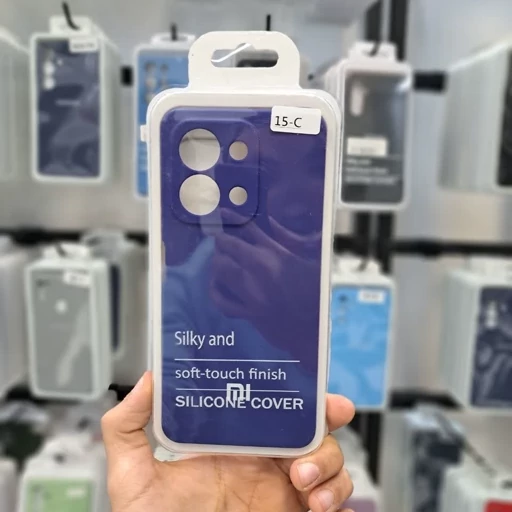 15-C
Silky and
soft-touch finish
mi
SILICONE COVER